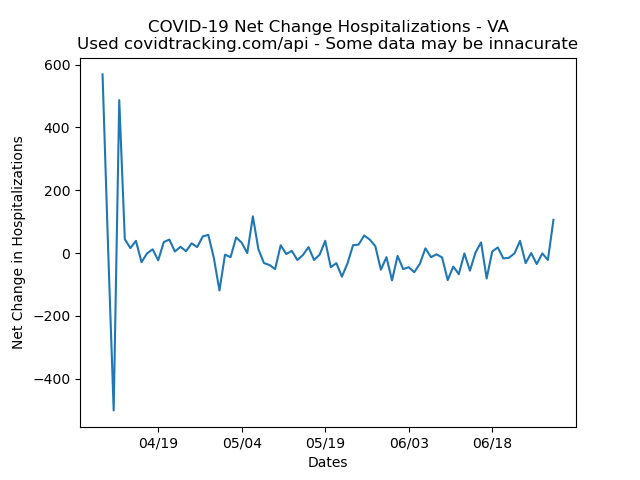 COVID-19 Net Change Hospitalizations - VA
Used covidtracking.com/api - Some data may be innacurate
Net Change in Hospitalizations
600
400
200
0
−200
−400
04/19 05/04 05/19 06/03 06/18
Dates